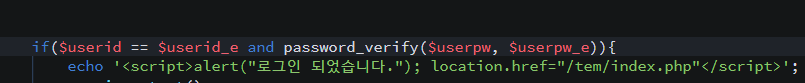 if($userid == $userid_e and password_verify($userpw, $userpw_e)){
echo '<script>alert("로그인 되었습니다."); location.href="/tem/index.php"</script>';